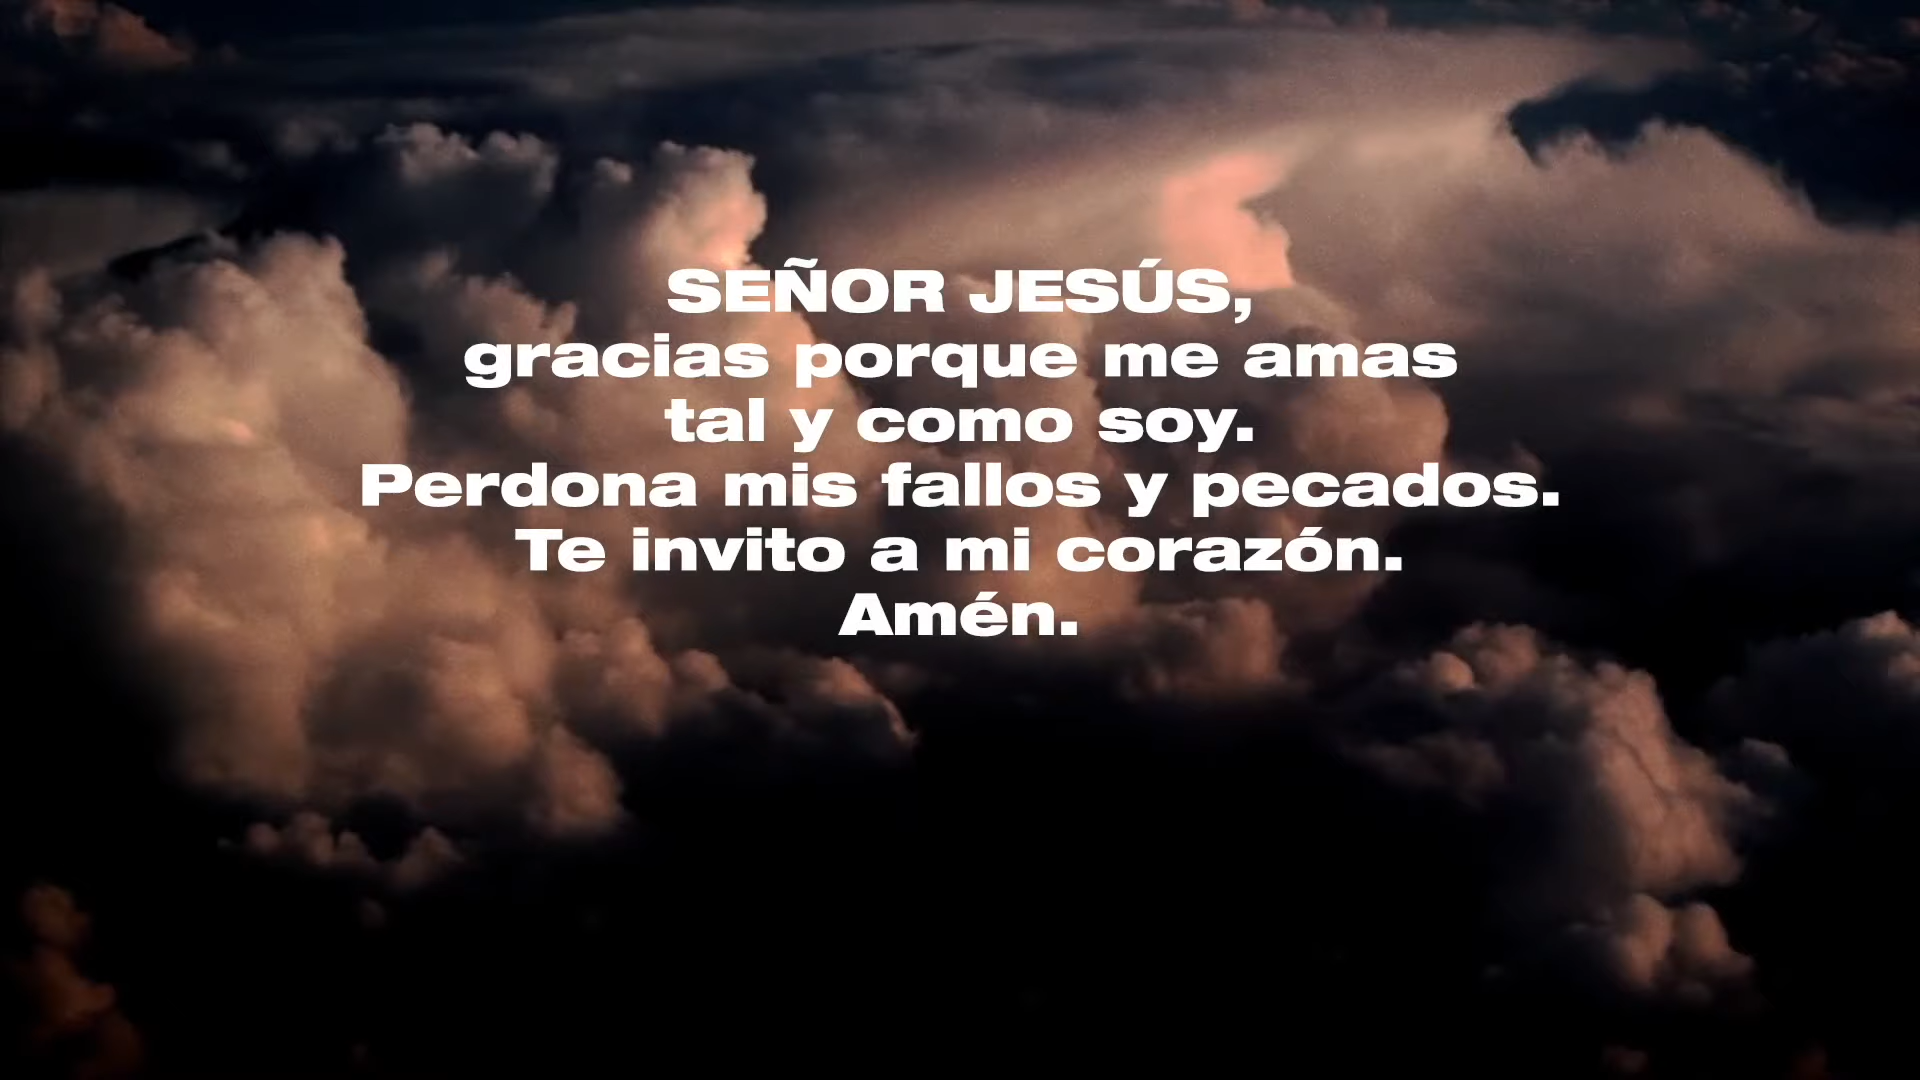 SEÑOR JESÚS,
gracias porque me amas
tal y como soy.
Perdona mis fallos y pecados.
Te invito a mi corazón.
Amén.